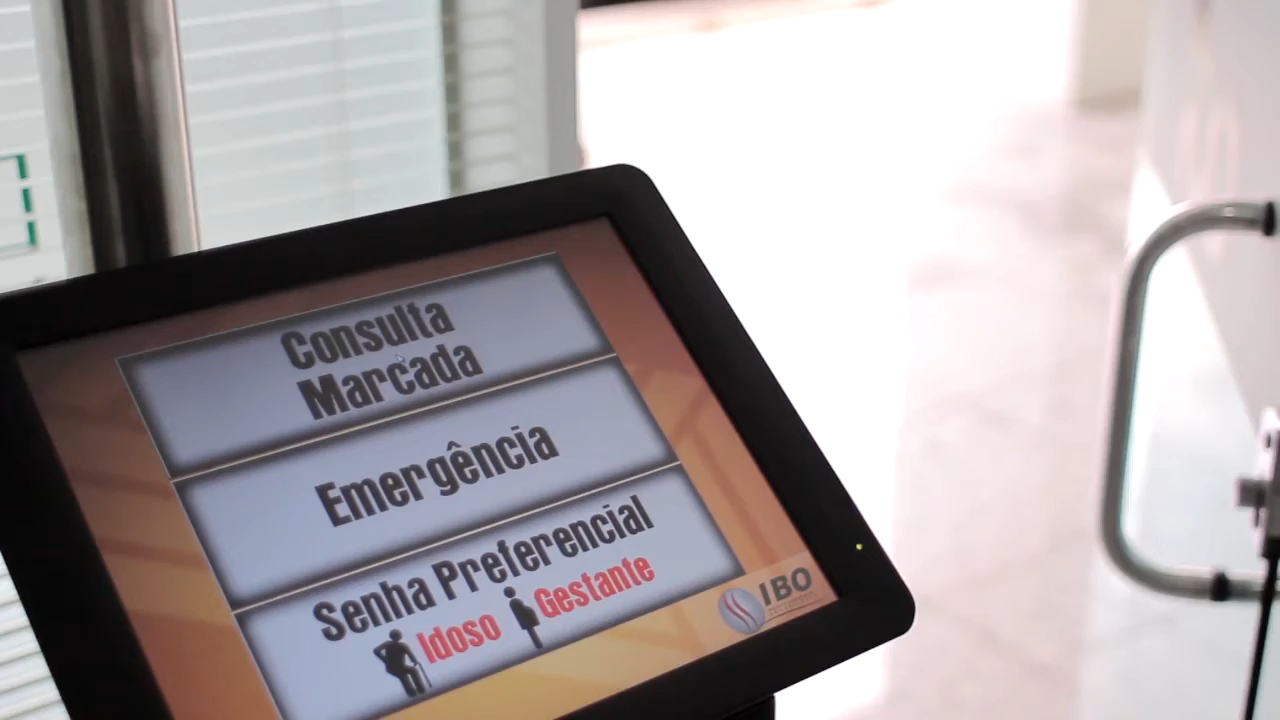 Consulta
Marcada
Emergência
Senha Preferencial
Idoso Gestante
IBO